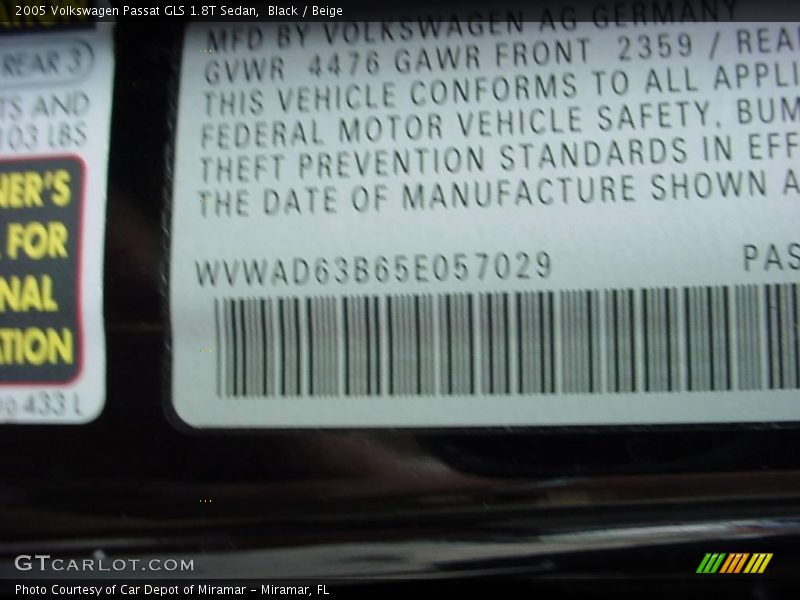 2005 Volkswagen Passat GLS 1.8T Sedan, Black / Beige
MFD BY VOLKSWAGEN AG GERMANY
GVWR 4476 GAWR FRONT 2359 / REA
THIS VEHICLE CONFORMS TO ALL APPLI
FEDERAL MOTOR VEHICLE SAFETY, BUM
THEFT PREVENTION STANDARDS IN EFF
THE DATE OF MANUFACTURE SHOWN A
WVWAD63B65E057029 PAS
REAR 3
TS AND
103 LBS
NER'S
FOR
NAL
TION
433 L
GTCARLOT.COM
Photo Courtesy of Car Depot of Miramar - Miramar, FL